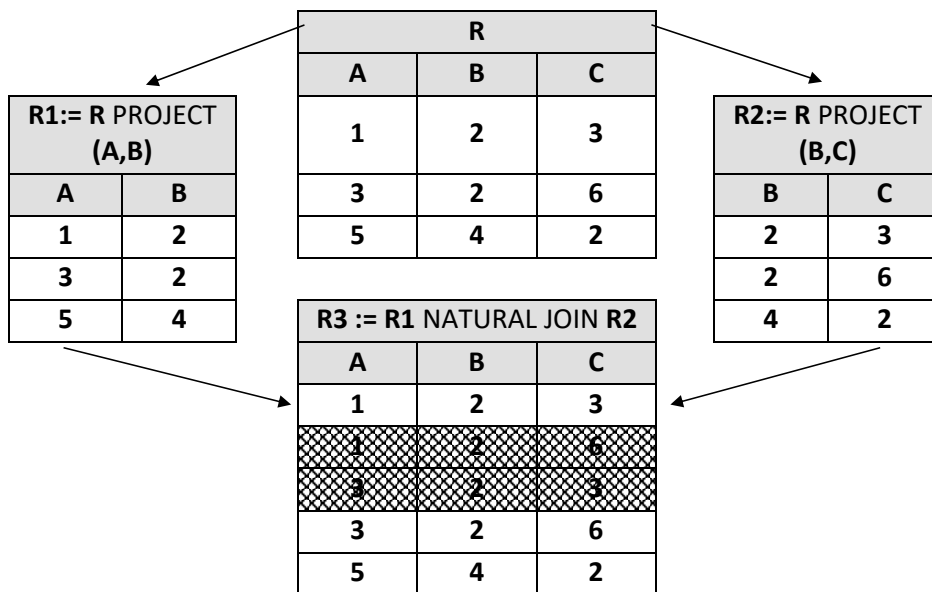 R
A B C
1 2 3
3 2 6
5 4 2
R1:= R PROJECT
(A,B)
A B
1 2
3 2
5 4
R2:= R PROJECT
(B,C)
B C
2 3
2 6
4 2
R3 := R1 NATURAL JOIN R2
A B C
1 2 3
1 2 6
3 2 3
3 2 6
5 4 2